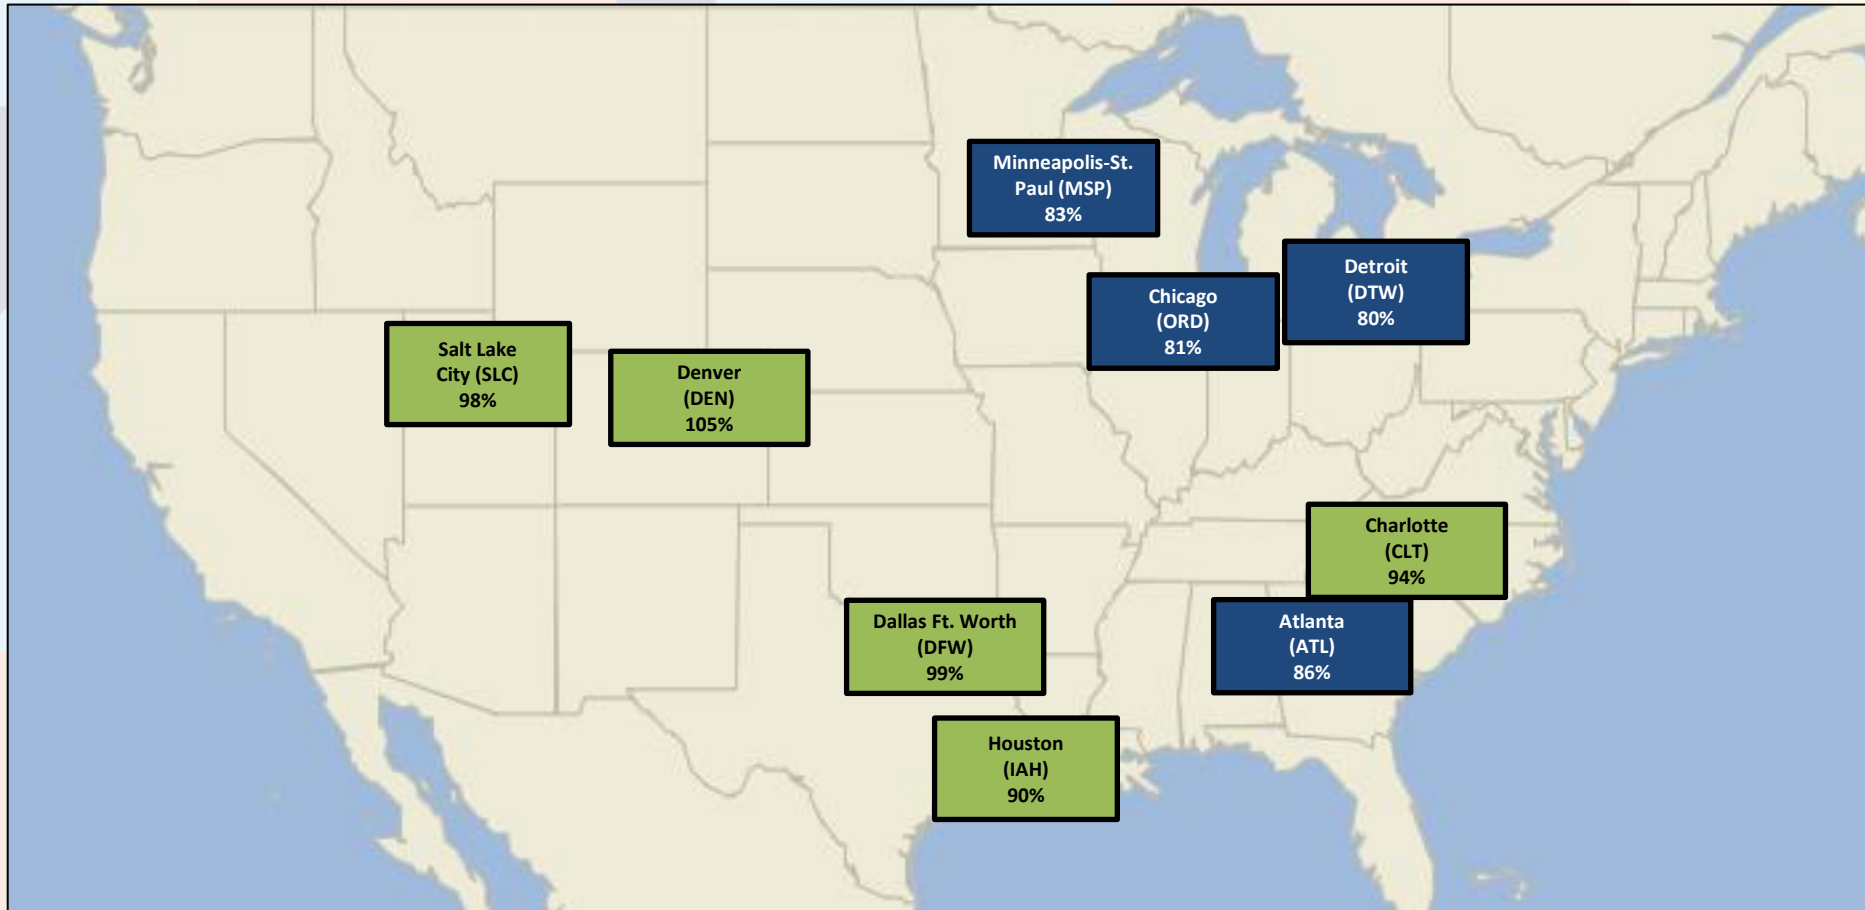 Minneapolis-St.
Paul (MSP)
83%
Detroit
(DTW)
80%
Chicago
(ORD)
81%
Salt Lake
City (SLC)
98%
Denver
(DEN)
105%
Charlotte
(CLT)
94%
Dallas Ft. Worth
(DFW)
99%
Atlanta
(ATL)
86%
Houston
(IAH)
90%